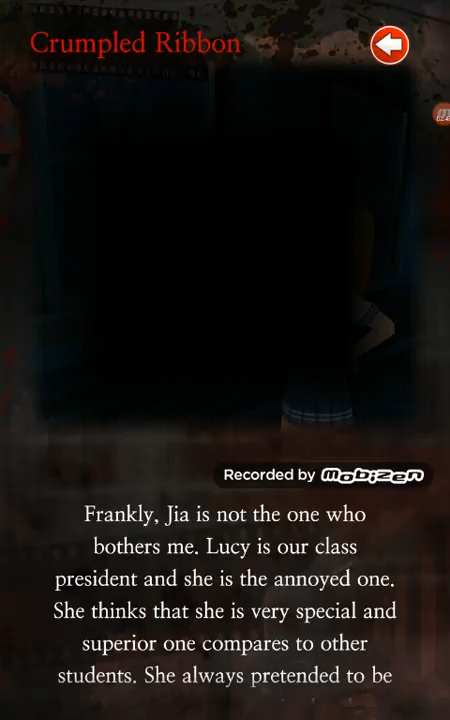 Crumpled Ribbon
Recorded by mobizen
Frankly, Jia is not the one who
bothers me. Lucy is our class
president and she is the annoyed one.
She thinks that she is very special and
superior one compares to other
students. She always pretended to be